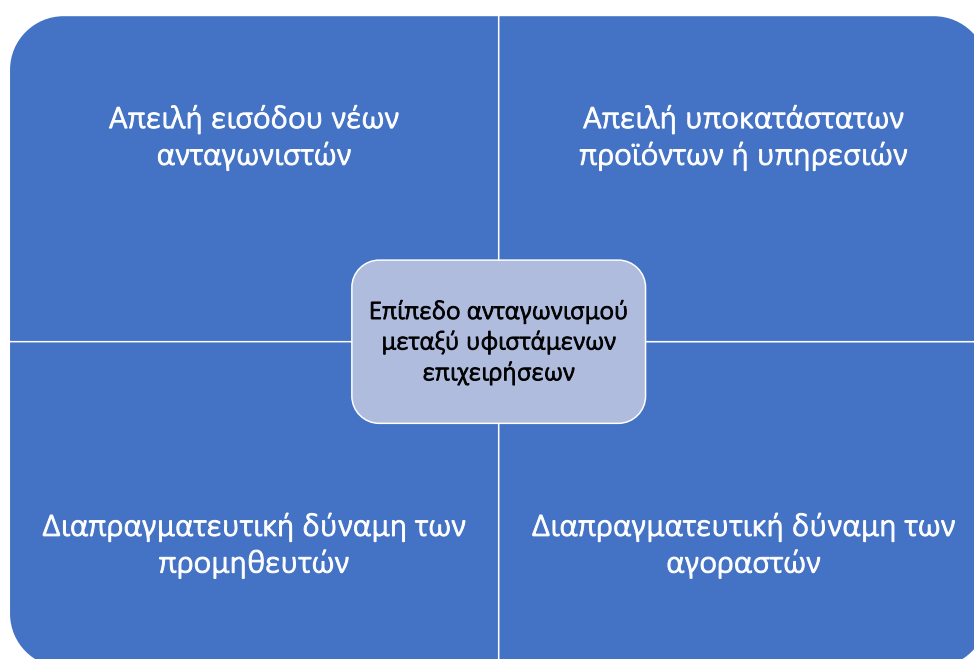 Απειλή εισόδου νέων
ανταγωνιστών
Απειλή υποκατάστατων
προϊόντων ή υπηρεσιών
Επίπεδο ανταγωνισμού
μεταξύ υφιστάμενων
επιχειρήσεων
Διαπραγματευτική δύναμη των
προμηθευτών
Διαπραγματευτική δύναμη των
αγοραστών